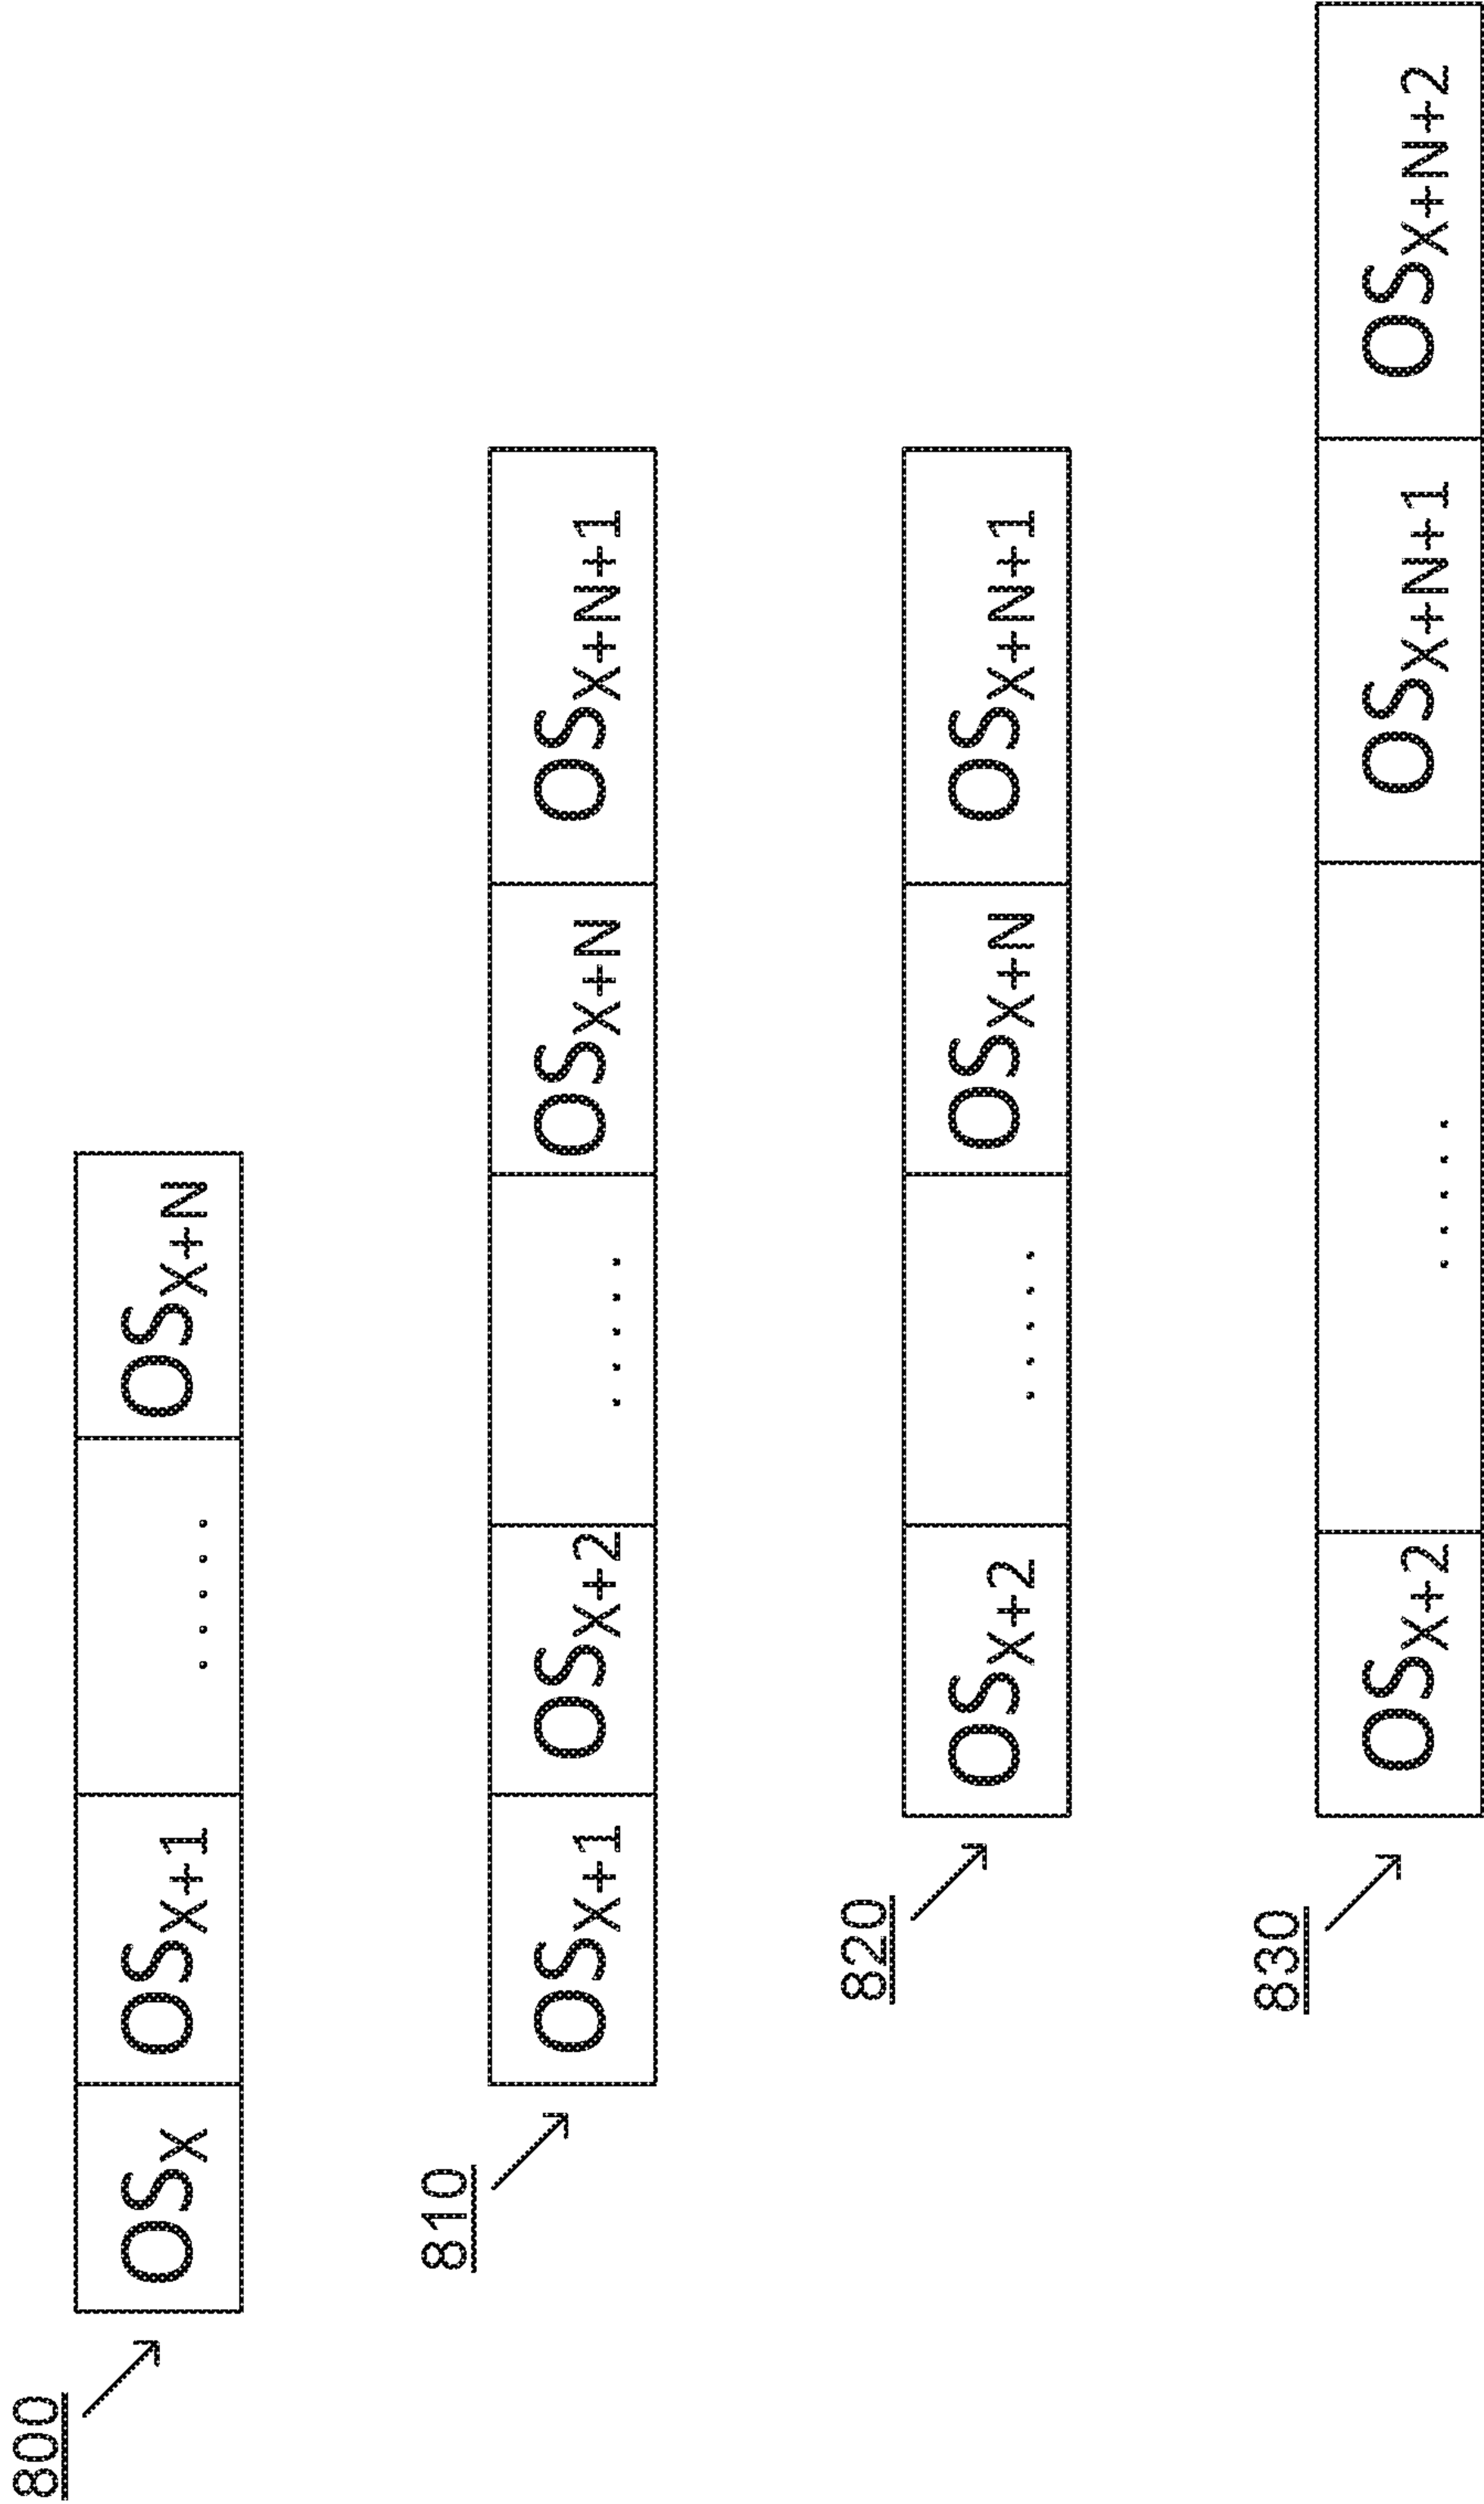 800
OSx OSx+1 ..... OSx+N
810
OSx+1 OSx+2 ..... OSx+N OSx+N+1
820
OSx+2 ..... OSx+N OSx+N+1
830
OSx+2 ..... OSx+N+1 OSx+N+2